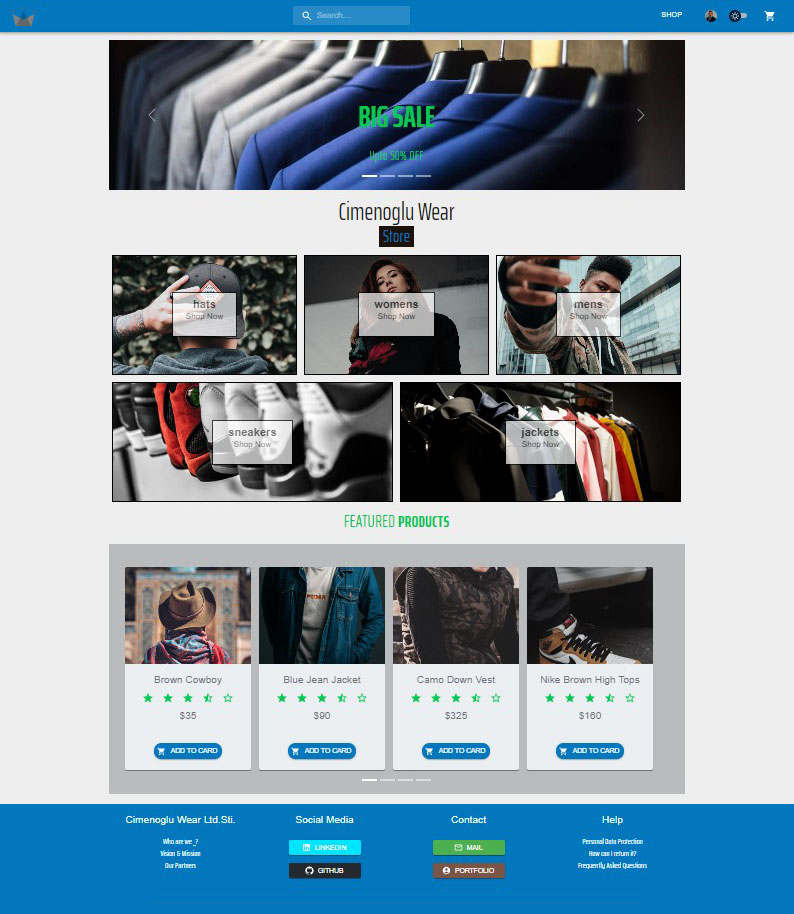 Search...
SHOP
BIG SALE
Upto 50% OFF
Cimenoglu Wear
Store
hats
Shop Now
womens
Shop Now
mens
Shop Now
sneakers
Shop Now
jackets
Shop Now
FEATURED PRODUCTS
PUMA
Brown Cowboy
$35
ADD TO CARD
Blue Jean Jacket
$90
ADD TO CARD
Camo Down Vest
$325
ADD TO CARD
Nike Brown High Tops
$160
ADD TO CARD
Cimenoglu Wear Ltd.Sti.
Who are we _?
Vision & Mission
Our Partners
Social Media
LINKEDIN
GITHUB
Contact
MAIL
PORTFOLIO
Help
Personal Data Protection
How can I return it?
Frequently Asked Questions